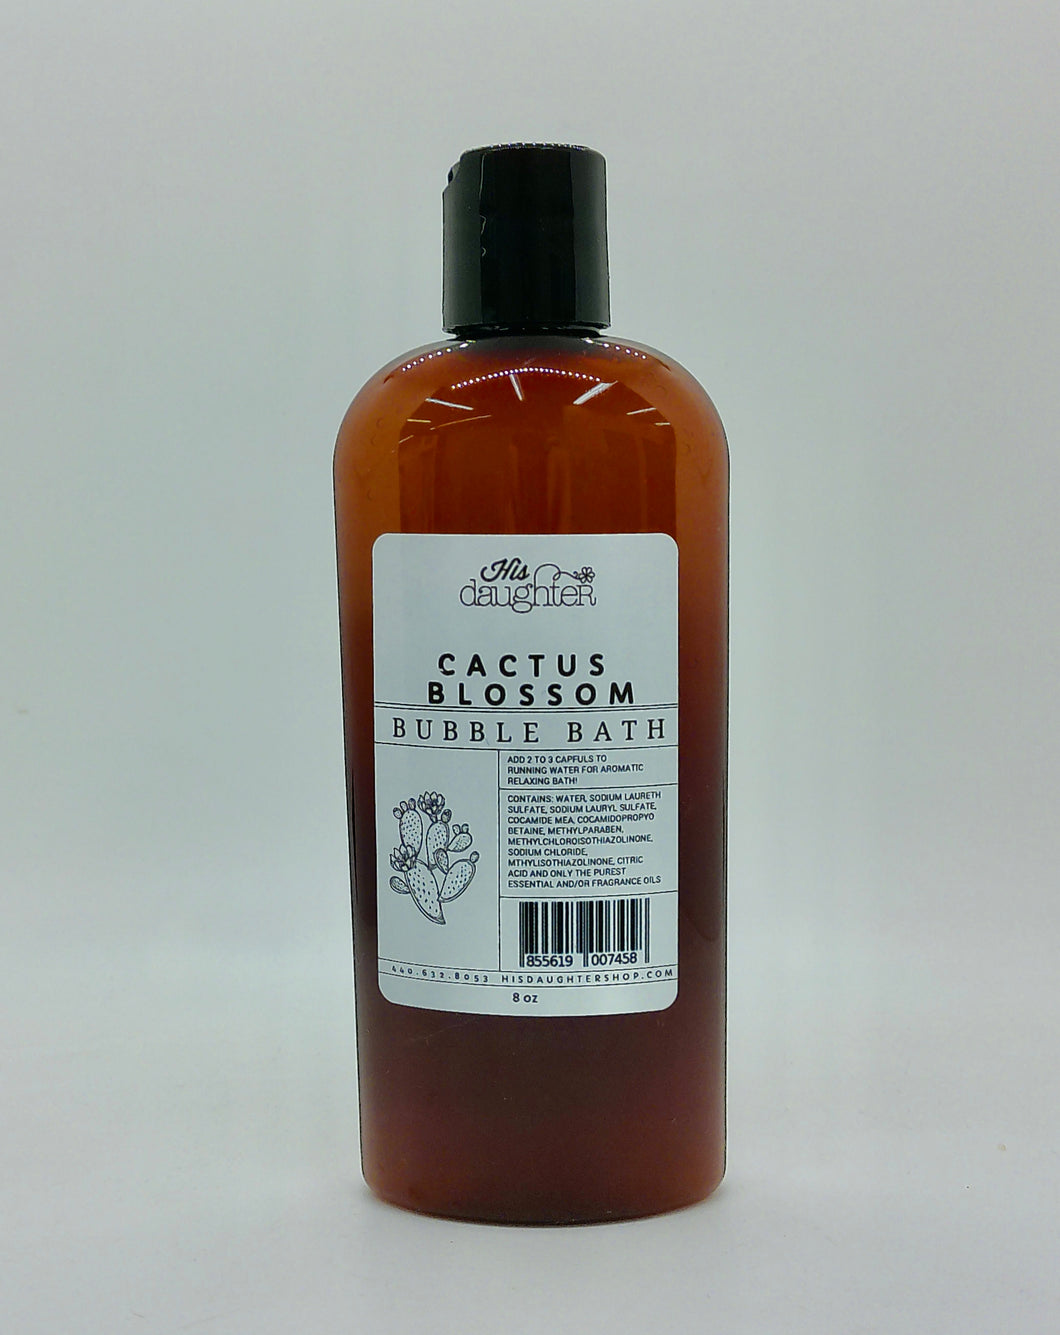 His
daughteR
CACTUS
BLOSSOM
BUBBLE BATH
ADD 2 TO 3 CAPFULS TO
RUNNING WATER FOR AROMATIC
RELAXING BATH!
CONTAINS: WATER, SODIUM LAURETH
SULFATE, SODIUM LAURYL SULFATE,
COCAMIDE MEA, COCAMIDOPROPYO
BETAINE, METHYLPARABEN,
METHYLCHLOROISOTHIAZOLINONE,
SODIUM CHLORIDE,
MTHYLISOTHIAZOLINONE, CITRIC
ACID AND ONLY THE PUREST
ESSENTIAL AND/OR FRAGRANCE OILS
855619 007458
440.632.8053 HISDAUGHTERSHOP.COM
8 oz